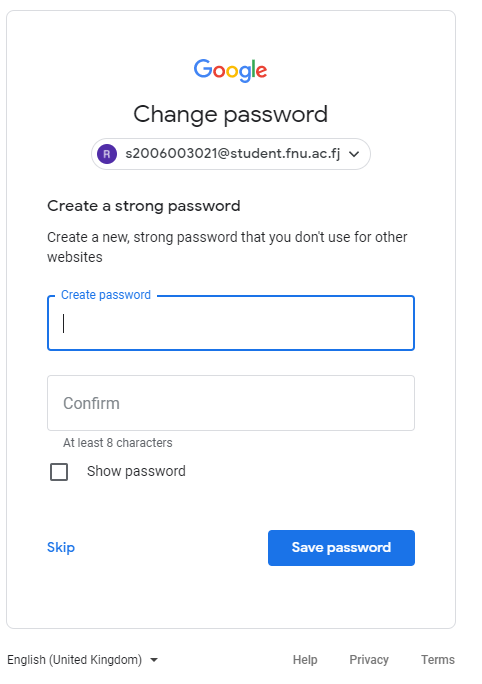 Google
Change password
R s2006003021@student.fnu.ac.fj
Create a strong password
Create a new, strong password that you don't use for other
websites
Create password
Confirm
At least 8 characters
Show password
Skip Save password
English (United Kingdom) Help Privacy Terms